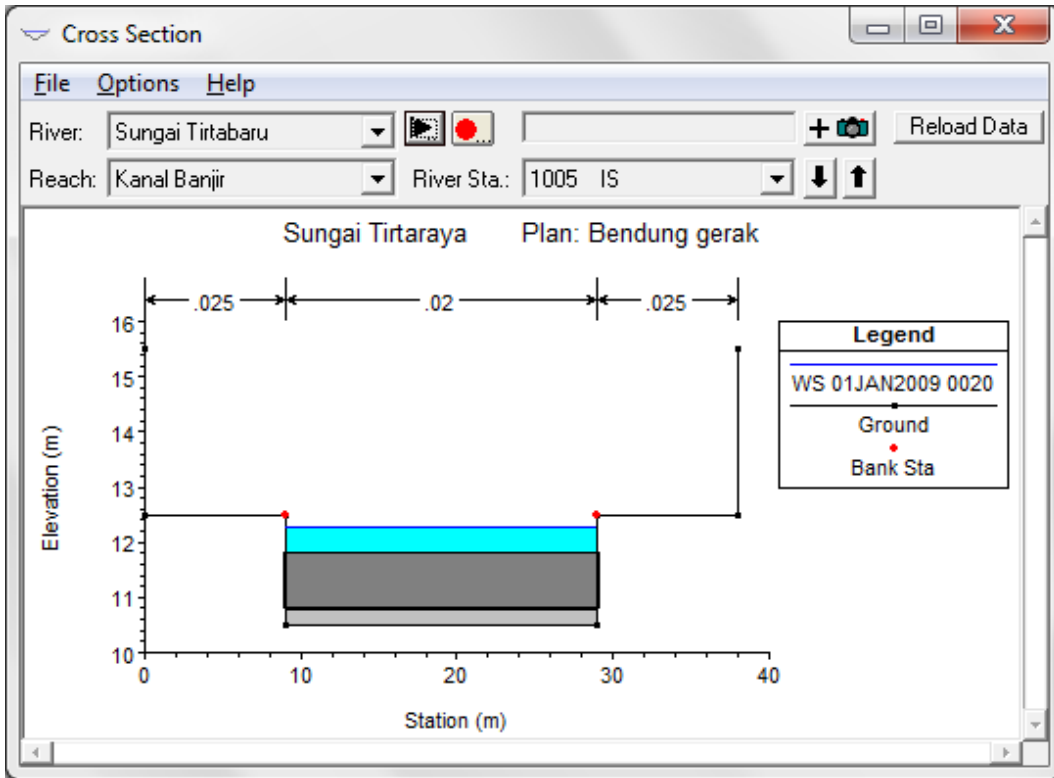 Cross Section
File Options Help
River: Sungai Tirtabaru Reload Data
Reach: Kanal Banjir River Sta.: 1005 IS
Sungai Tirtaraya Plan: Bendung gerak
.025 .02 .025
16
15
14
13
12
11
10
Elevation (m)
0 10 20 30 40
Station (m)
Legend
WS 01JAN2009 0020
Ground
Bank Sta